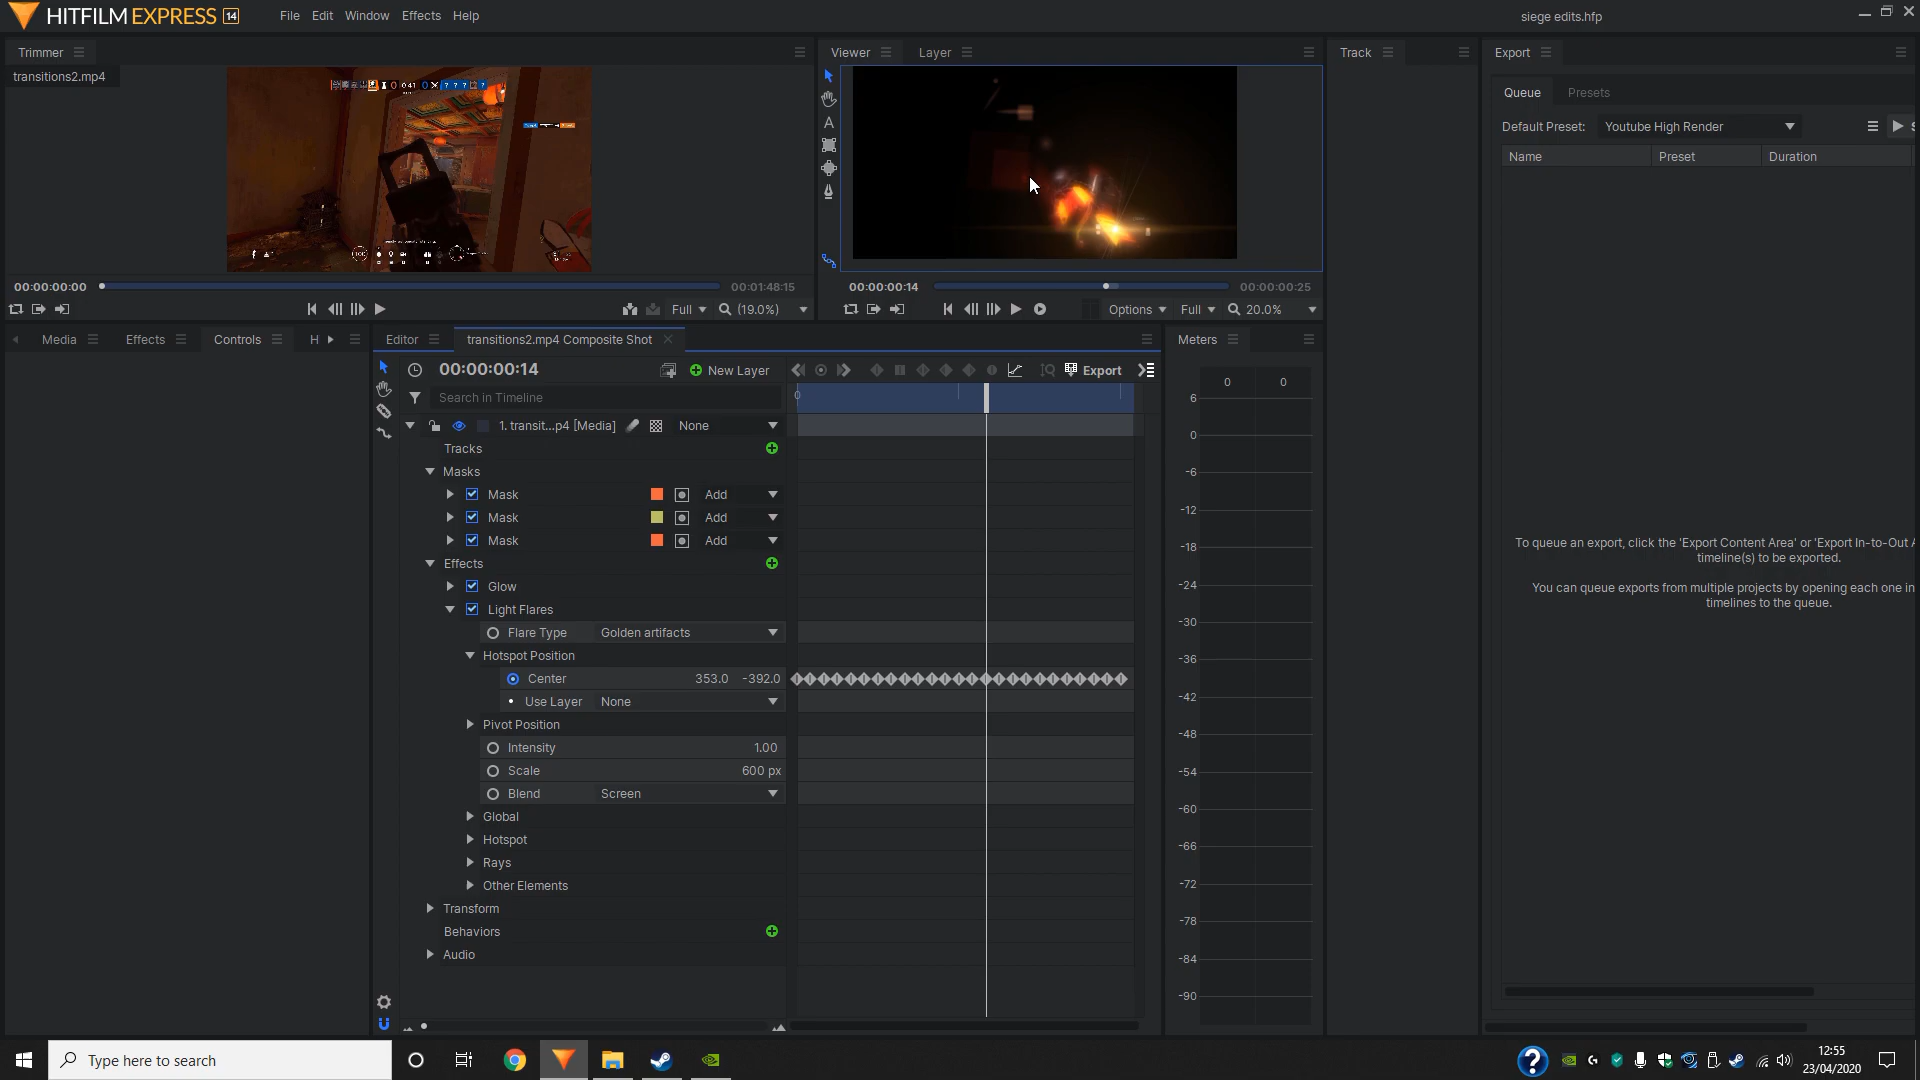 HITFILM EXPRESS 14
File Edit Window Effects Help
siege edits.hfp
Trimmer
Viewer
Layer
Track
Export
transitions2.mp4
0:41
Queue
Presets
Default Preset:
Youtube High Render
Name
Preset
Duration
00:00:00:00
00:01:48:15
00:00:00:14
00:00:00:25
Full
(19.0%)
Options
Full
20.0%
Media
Effects
Controls
H
Editor
transitions2.mp4 Composite Shot
Meters
00:00:00:14
New Layer
Export
Search in Timeline
0
0
0
1. transit...p4 [Media]
None
Tracks
Masks
Mask
Add
Mask
Add
Mask
Add
Effects
Glow
Light Flares
Flare Type
Golden artifacts
Hotspot Position
Center
353.0
-392.0
Use Layer
None
Pivot Position
Intensity
1.00
Scale
600 px
Blend
Screen
Global
Hotspot
Rays
Other Elements
Transform
Behaviors
Audio
6
0
-6
-12
-18
-24
-30
-36
-42
-48
-54
-60
-66
-72
-78
-84
-90
To queue an export, click the 'Export Content Area' or 'Export In-to-Out A
timeline(s) to be exported.
You can queue exports from multiple projects by opening each one in
timelines to the queue.
Type here to search
12:55
23/04/2020